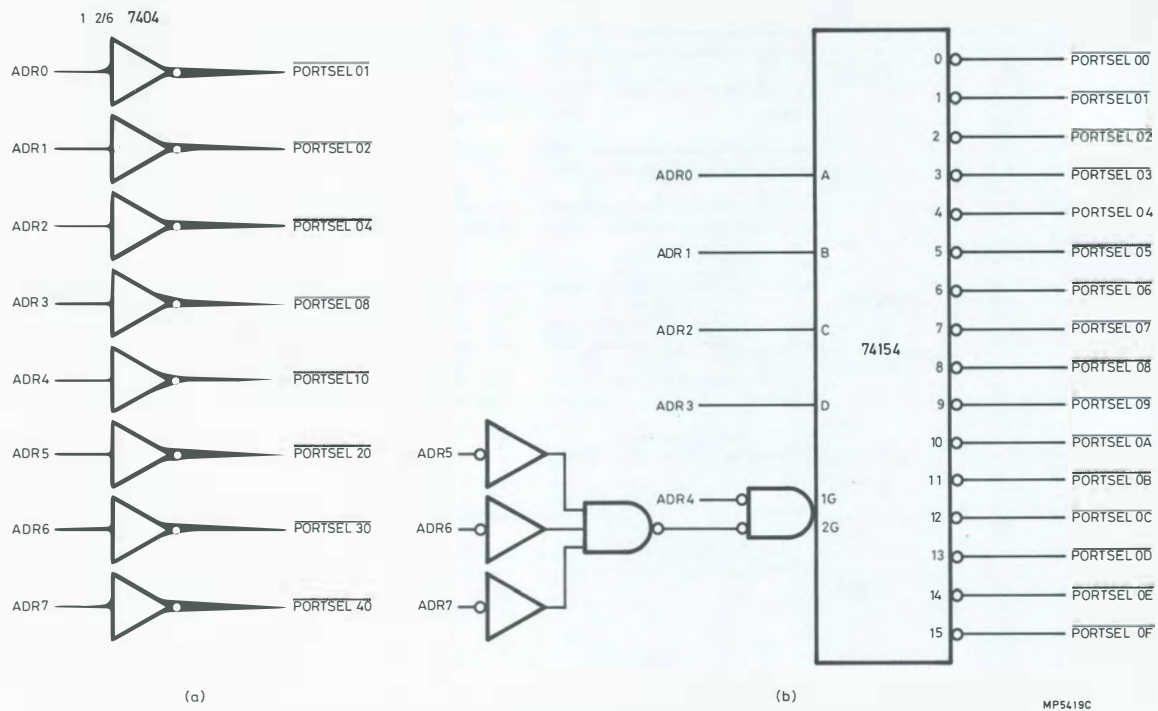 1 2/6 7404
ADR0 PORTSEL 01
ADR1 PORTSEL 02
ADR2 PORTSEL 04
ADR3 PORTSEL 08
ADR4 PORTSEL 10
ADR5 PORTSEL 20
ADR6 PORTSEL 30
ADR7 PORTSEL 40
(a)
ADR0 A
ADR1 B
ADR2 C
ADR3 D
ADR4 1G
2G
ADR5
ADR6
ADR7
74154
0 PORTSEL 00
1 PORTSEL 01
2 PORTSEL 02
3 PORTSEL 03
4 PORTSEL 04
5 PORTSEL 05
6 PORTSEL 06
7 PORTSEL 07
8 PORTSEL 08
9 PORTSEL 09
10 PORTSEL 0A
11 PORTSEL 0B
12 PORTSEL 0C
13 PORTSEL 0D
14 PORTSEL 0E
15 PORTSEL 0F
(b)
MP5419C